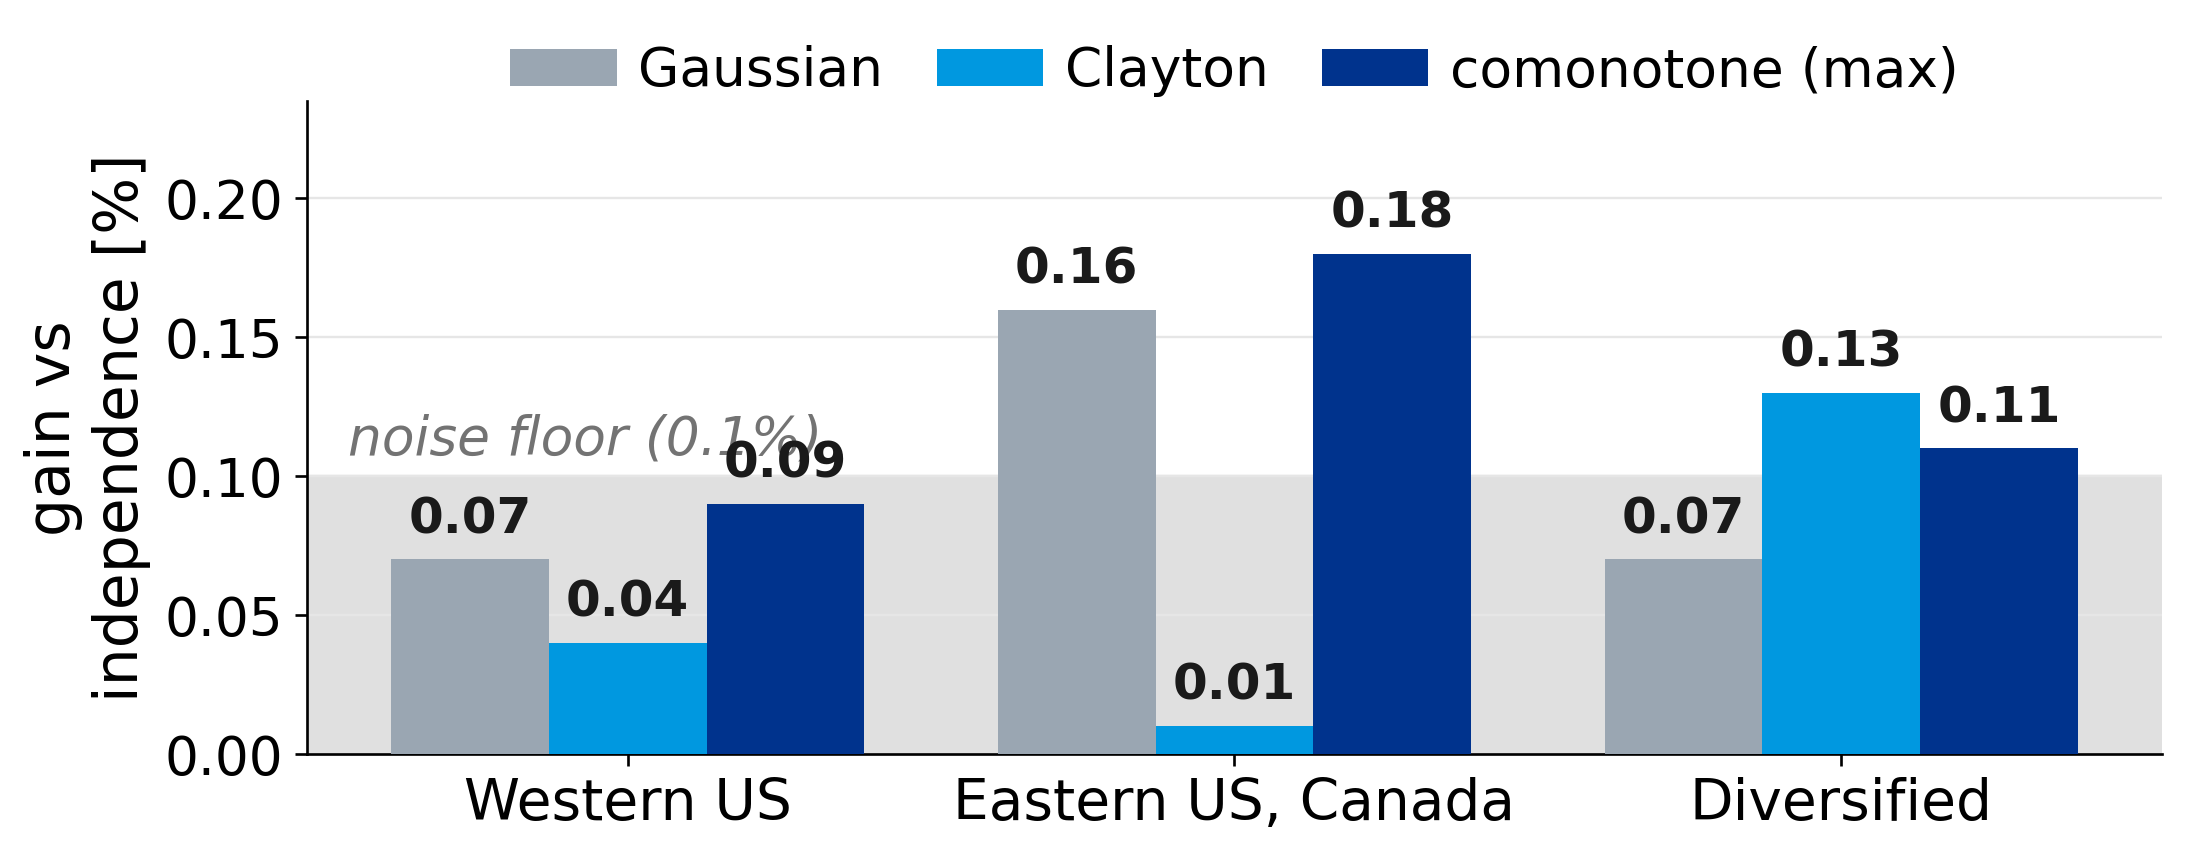 Gaussian Clayton comonotone (max)
gain vs
independence [%]
0.20
0.15
0.10
0.05
0.00
noise floor (0.1%)
0.07
0.04
0.09
0.16
0.01
0.18
0.07
0.13
0.11
Western US Eastern US, Canada Diversified